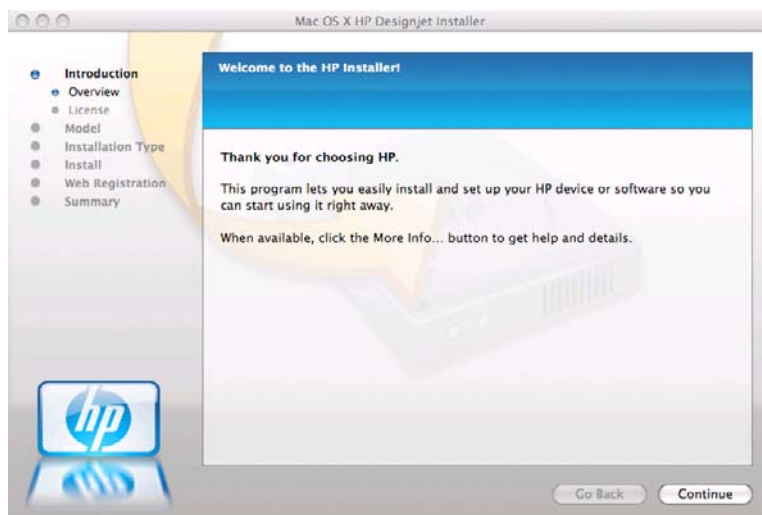 Mac OS X HP Designjet Installer
Introduction
Overview
License
Model
Installation Type
Install
Web Registration
Summary
Welcome to the HP Installer!
Thank you for choosing HP.
This program lets you easily install and set up your HP device or software so you
can start using it right away.
When available, click the More Info... button to get help and details.
hp
Go Back
Continue